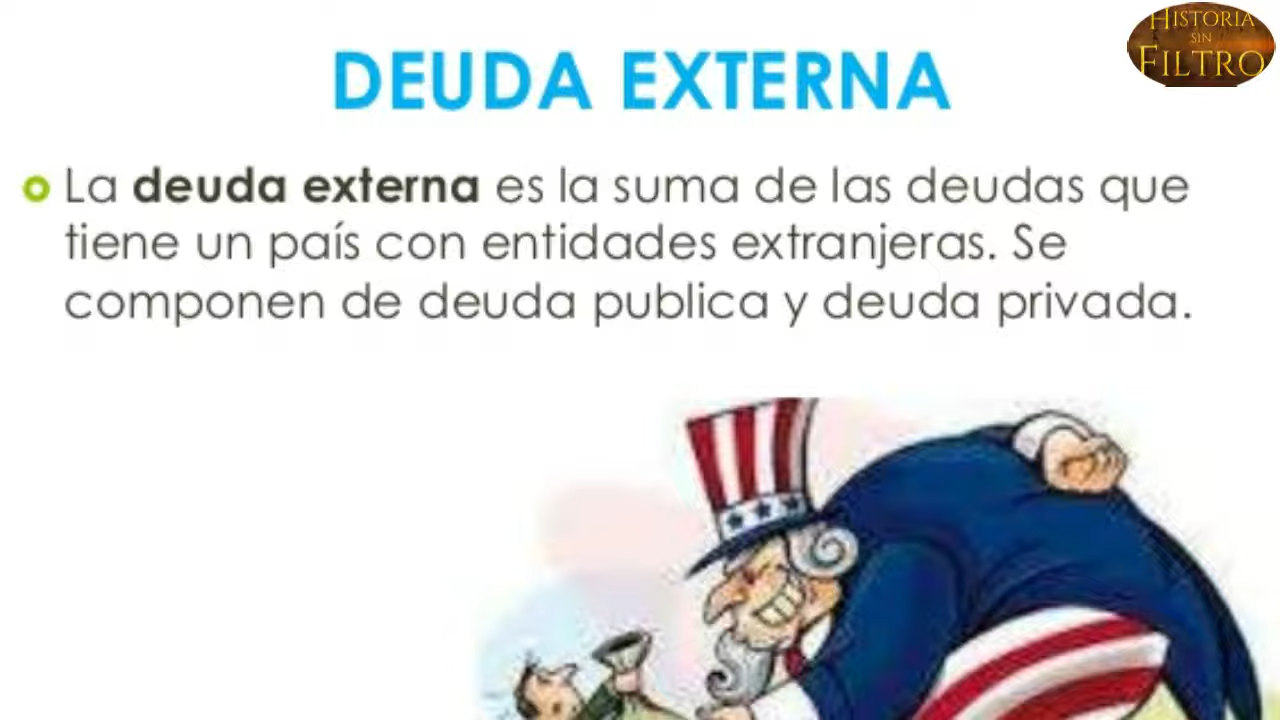 HISTORIA
SIN
FILTRO
DEUDA EXTERNA
La deuda externa es la suma de las deudas que
tiene un país con entidades extranjeras. Se
componen de deuda publica y deuda privada.